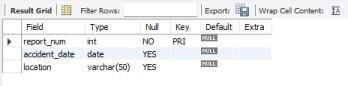 Result Grid Filter Rows: Export: Wrap Cell Content: IA
Field Type Null Key Default Extra
report_num int NO PRI NULL
accident_date date YES NULL
location varchar(50) YES NULL